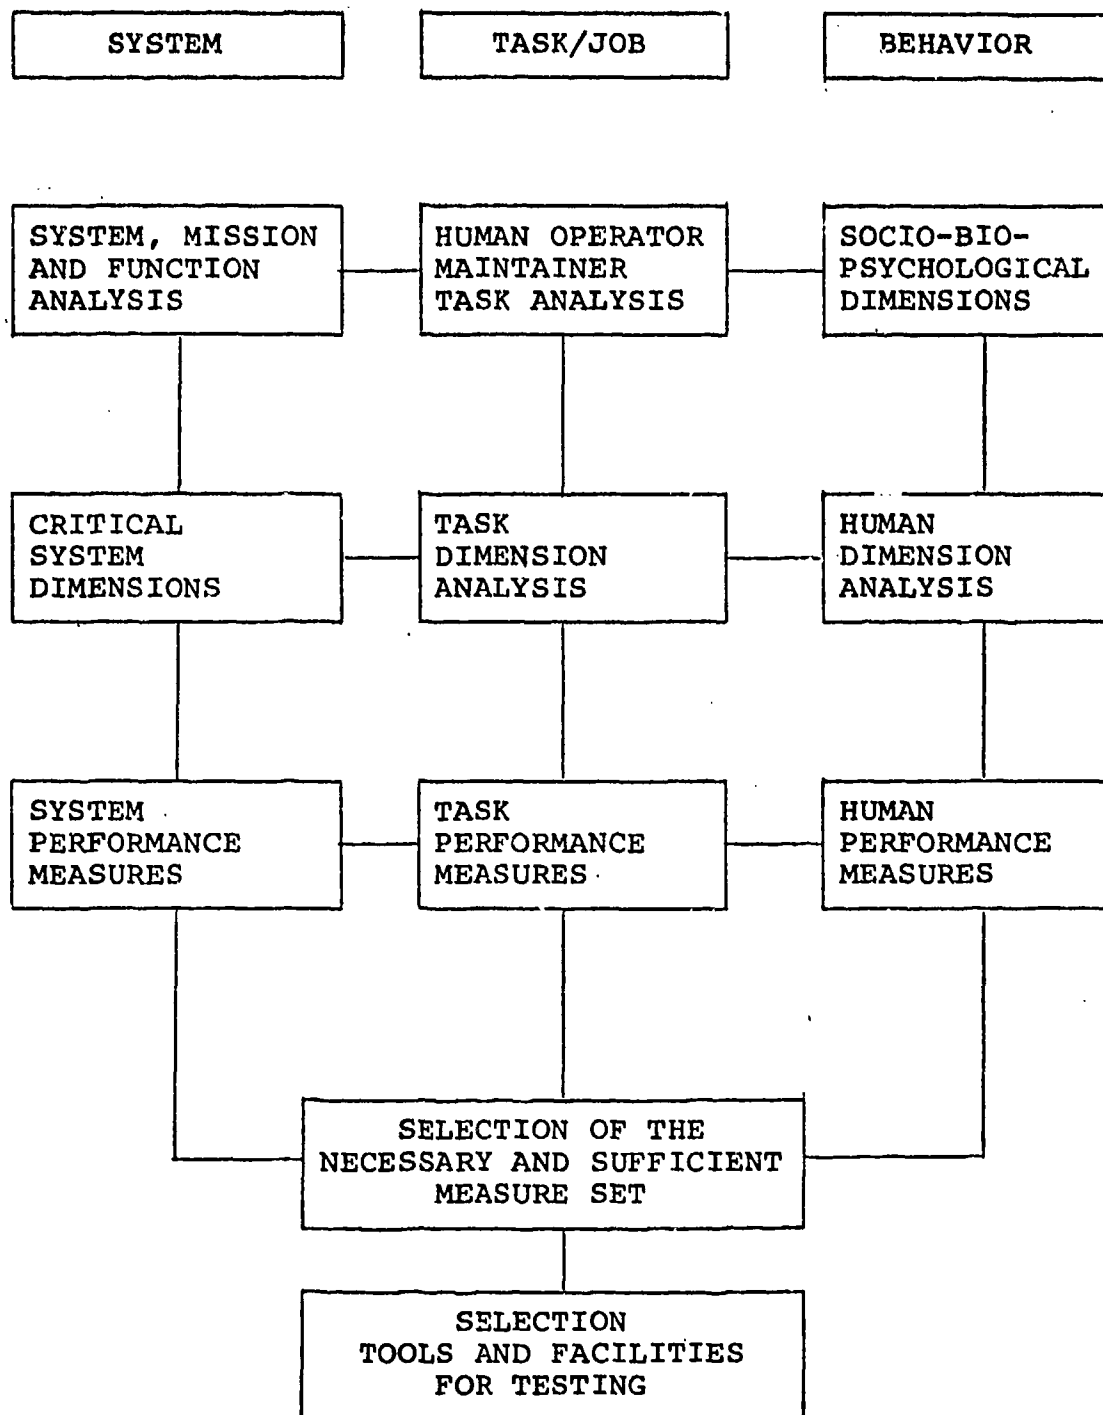 SYSTEM
TASK/JOB
BEHAVIOR
SYSTEM, MISSION
AND FUNCTION
ANALYSIS
HUMAN OPERATOR
MAINTAINER
TASK ANALYSIS
SOCIO-BIO-
PSYCHOLOGICAL
DIMENSIONS
CRITICAL
SYSTEM
DIMENSIONS
TASK
DIMENSION
ANALYSIS
HUMAN
DIMENSION
ANALYSIS
SYSTEM
PERFORMANCE
MEASURES
TASK
PERFORMANCE
MEASURES
HUMAN
PERFORMANCE
MEASURES
SELECTION OF THE
NECESSARY AND SUFFICIENT
MEASURE SET
SELECTION
TOOLS AND FACILITIES
FOR TESTING